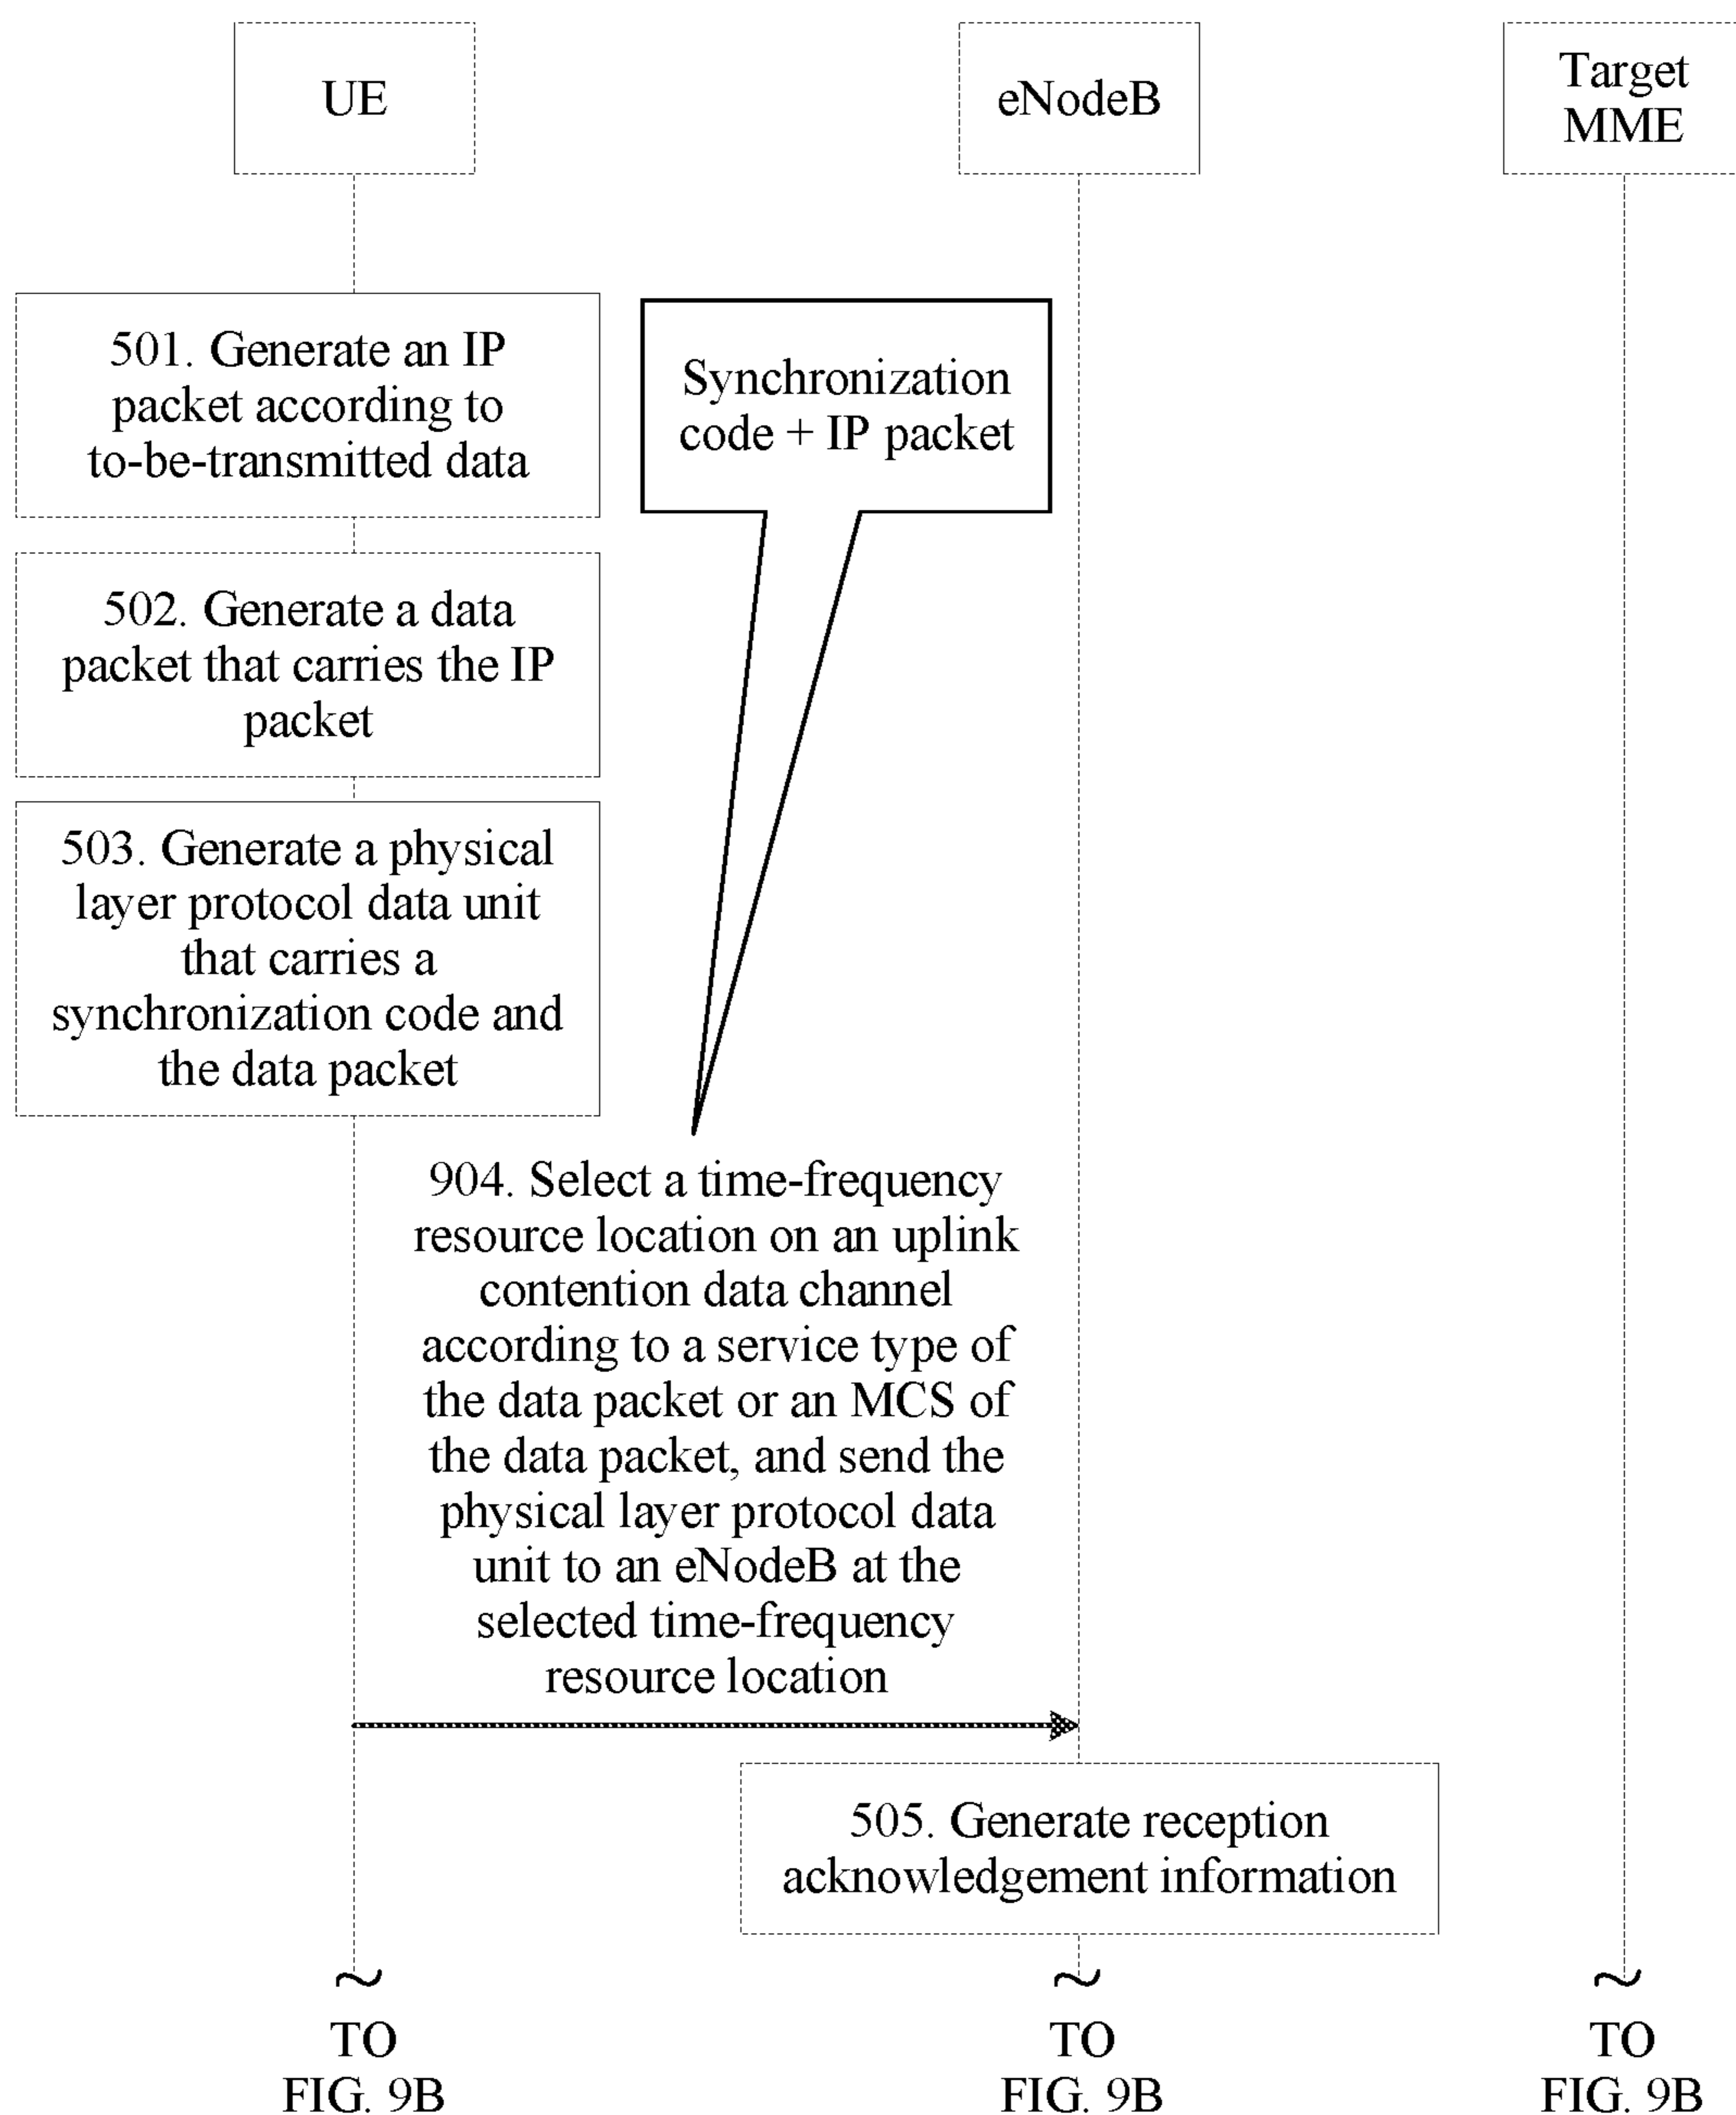 UE
eNodeB
Target
MME
501. Generate an IP
packet according to
to-be-transmitted data
Synchronization
code + IP packet
502. Generate a data
packet that carries the IP
packet
503. Generate a physical
layer protocol data unit
that carries a
synchronization code and
the data packet
904. Select a time-frequency
resource location on an uplink
contention data channel
according to a service type of
the data packet or an MCS of
the data packet, and send the
physical layer protocol data
unit to an eNodeB at the
selected time-frequency
resource location
505. Generate reception
acknowledgement information
TO
FIG. 9B
TO
FIG. 9B
TO
FIG. 9B